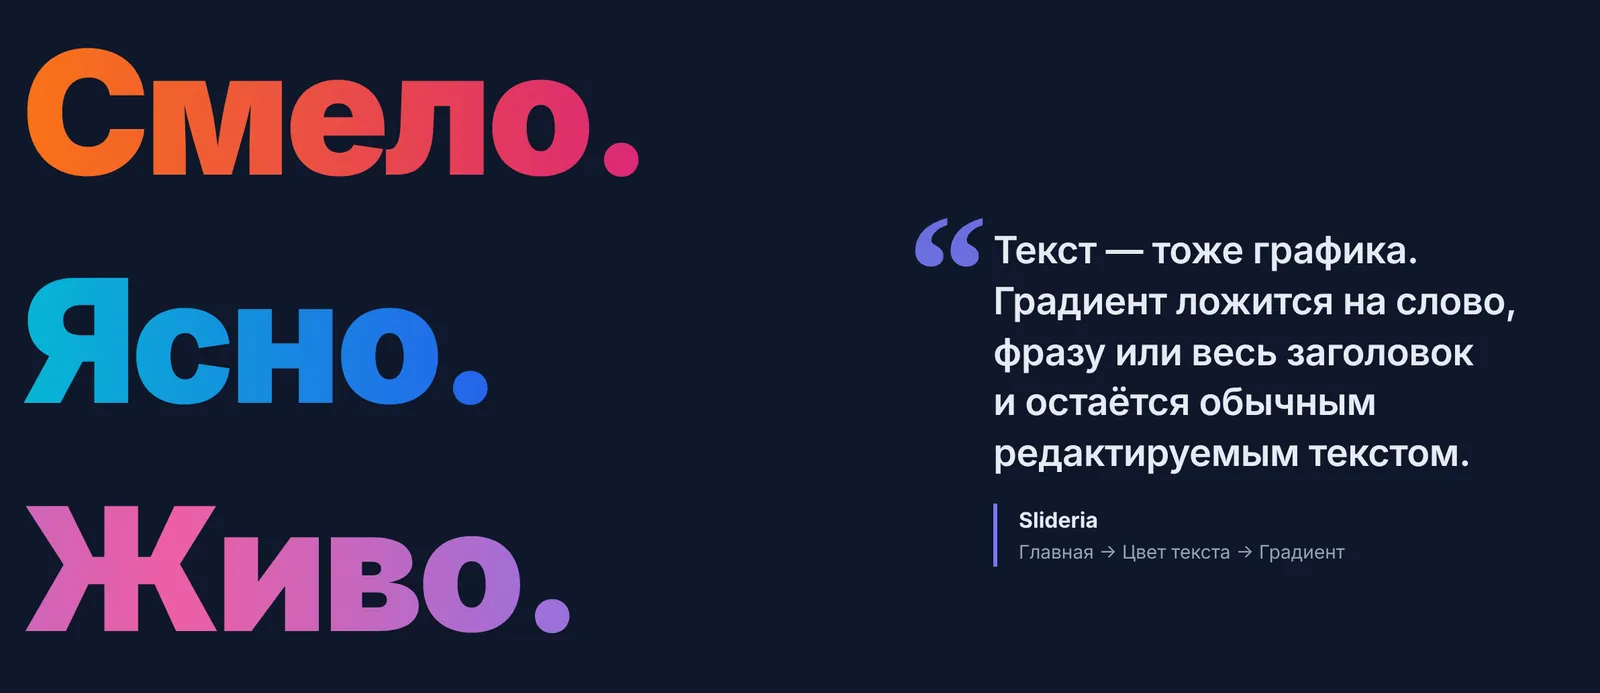 Смело.
Ясно.
Живо.
“Текст — тоже графика.
Градиент ложится на слово,
фразу или весь заголовок
и остаётся обычным
редактируемым текстом.
Slideria
Главная → Цвет текста → Градиент